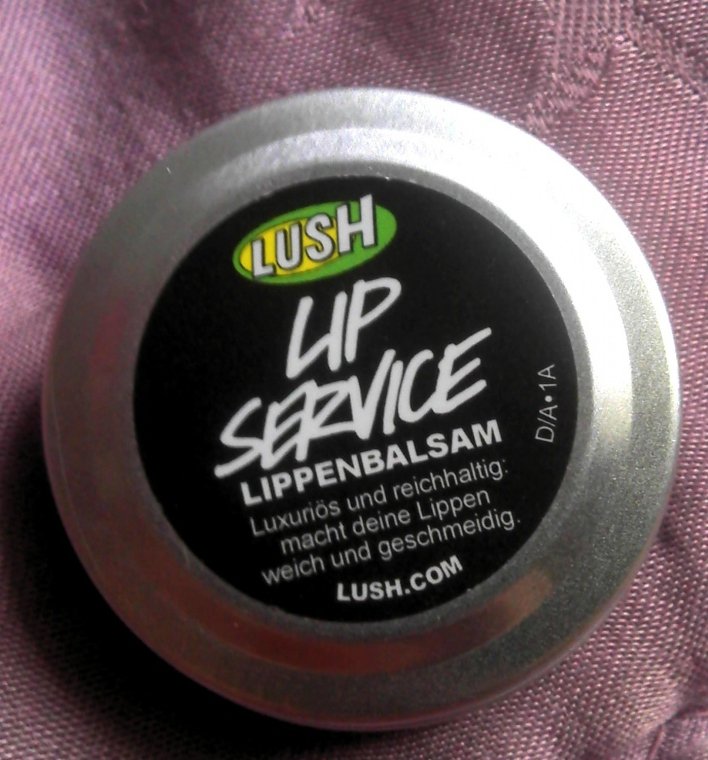 LUSH
LIP
SERVICE
LIPPENBALSAM
Luxuriös und reichhaltig:
macht deine Lippen
weich und geschmeidig.
LUSH.COM
D/A•1A